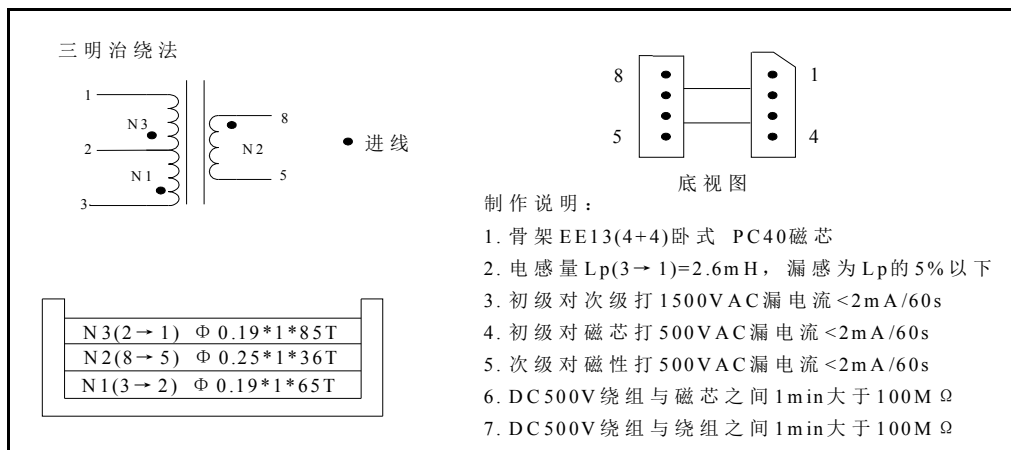 三明治绕法
1
N3
2
N1
3
8
N2
5
进线
8
1
5
4
底视图
N3(2→1) Φ0.19*1*85T
N2(8→5) Φ0.25*1*36T
N1(3→2) Φ0.19*1*65T
制作说明:
1. 骨架EE13(4+4)卧式 PC40磁芯
2. 电感量Lp(3→1)=2.6mH, 漏感为Lp的5%以下
3. 初级对次级打1500VAC漏电流<2mA/60s
4. 初级对磁芯打500VAC漏电流<2mA/60s
5. 次级对磁性打500VAC漏电流<2mA/60s
6. DC500V绕组与磁芯之间1min大于100MΩ
7. DC500V绕组与绕组之间1min大于100MΩ